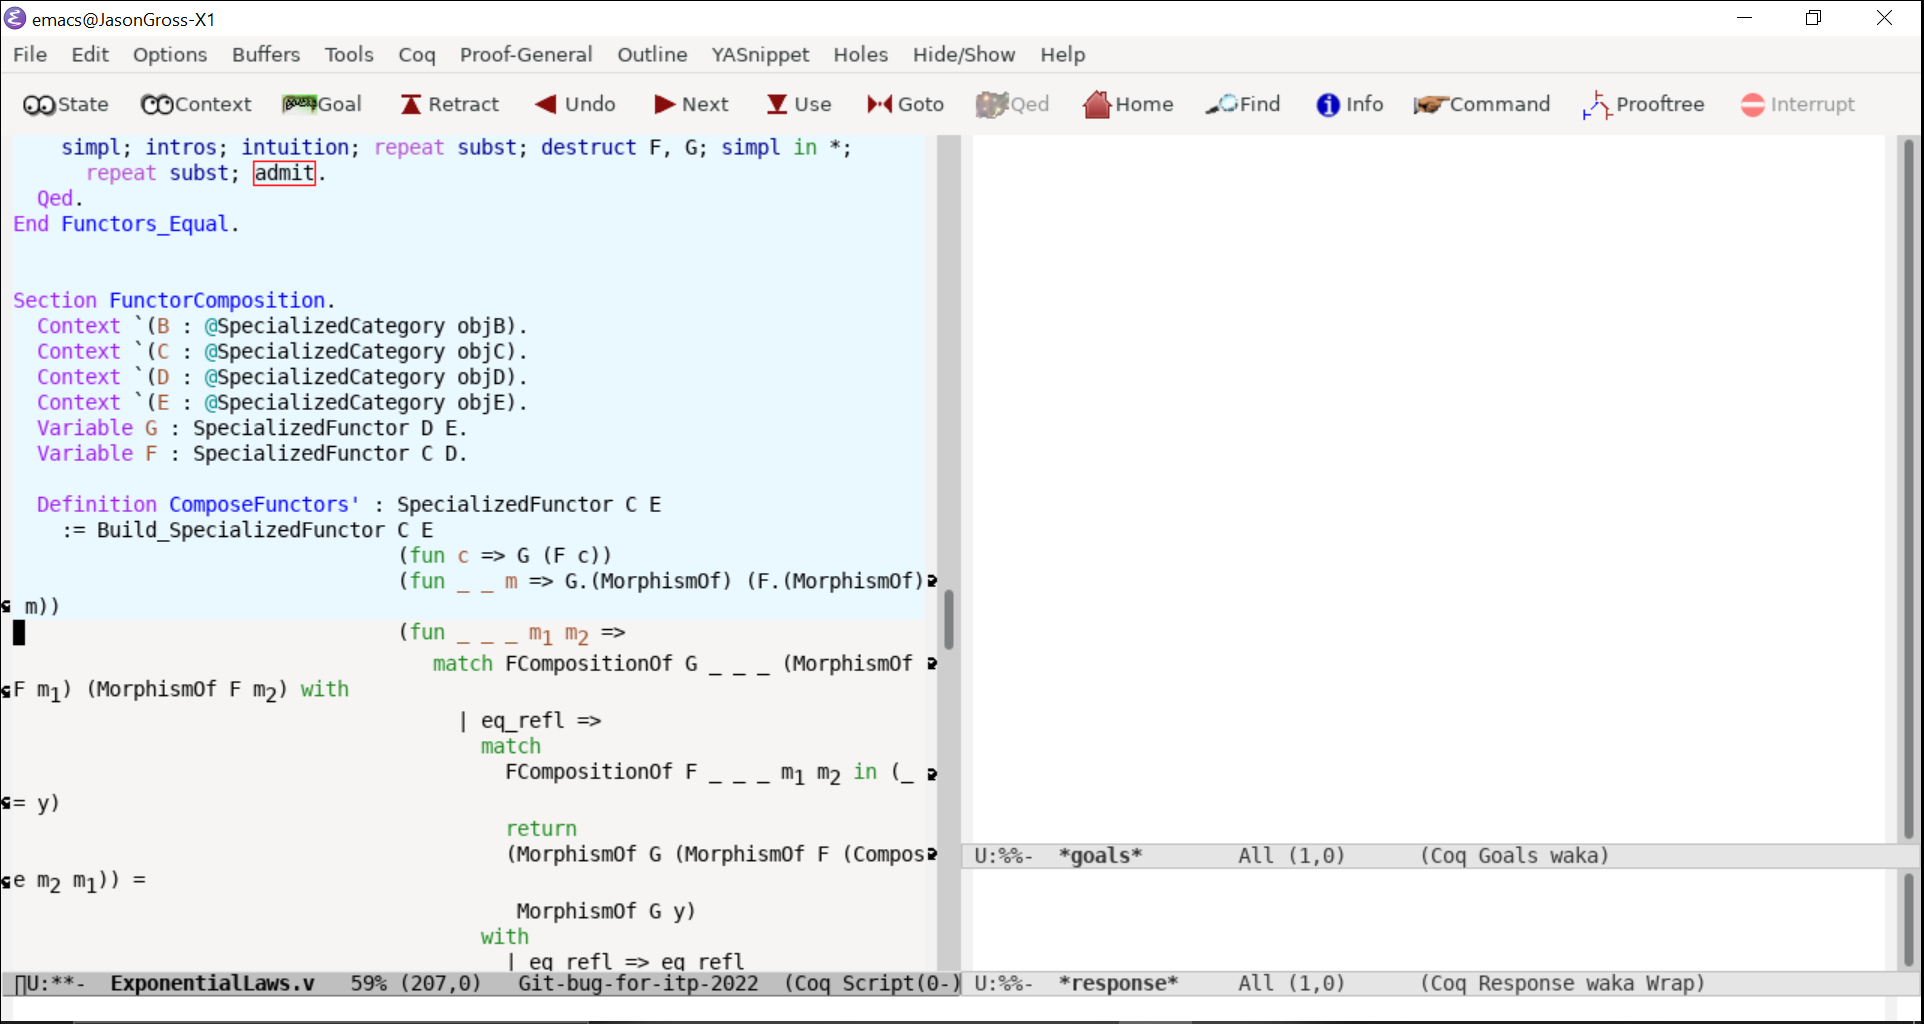 emacs@JasonGross-X1
File Edit Options Buffers Tools Coq Proof-General Outline YASnippet Holes Hide/Show Help
State Context Goal Retract Undo Next Use Goto Qed Home Find Info Command Prooftree Interrupt
simpl; intros; intuition; repeat subst; destruct F, G; simpl in *;
repeat subst; admit.
Qed.
End Functors_Equal.
Section FunctorComposition.
Context `(B : @SpecializedCategory objB).
Context `(C : @SpecializedCategory objC).
Context `(D : @SpecializedCategory objD).
Context `(E : @SpecializedCategory objE).
Variable G : SpecializedFunctor D E.
Variable F : SpecializedFunctor C D.
Definition ComposeFunctors' : SpecializedFunctor C E
:= Build_SpecializedFunctor C E
(fun c => G (F c))
(fun _ _ m => G.(MorphismOf) (F.(MorphismOf)
m))
(fun _ _ _ m₁ m₂ =>
match FCompositionOf G _ _ _ (MorphismOf
F m₁) (MorphismOf F m₂) with
| eq_refl =>
match
FCompositionOf F _ _ _ m₁ m₂ in (_
= y)
return
(MorphismOf G (MorphismOf F (Compos
e m₂ m₁)) =
MorphismOf G y)
with
| eq_refl => eq_refl
U:**- ExponentialLaws.v 59% (207,0) Git-bug-for-itp-2022 (Coq Script(0-)
U:%%- *goals* All (1,0) (Coq Goals waka)
U:%%- *response* All (1,0) (Coq Response waka Wrap)